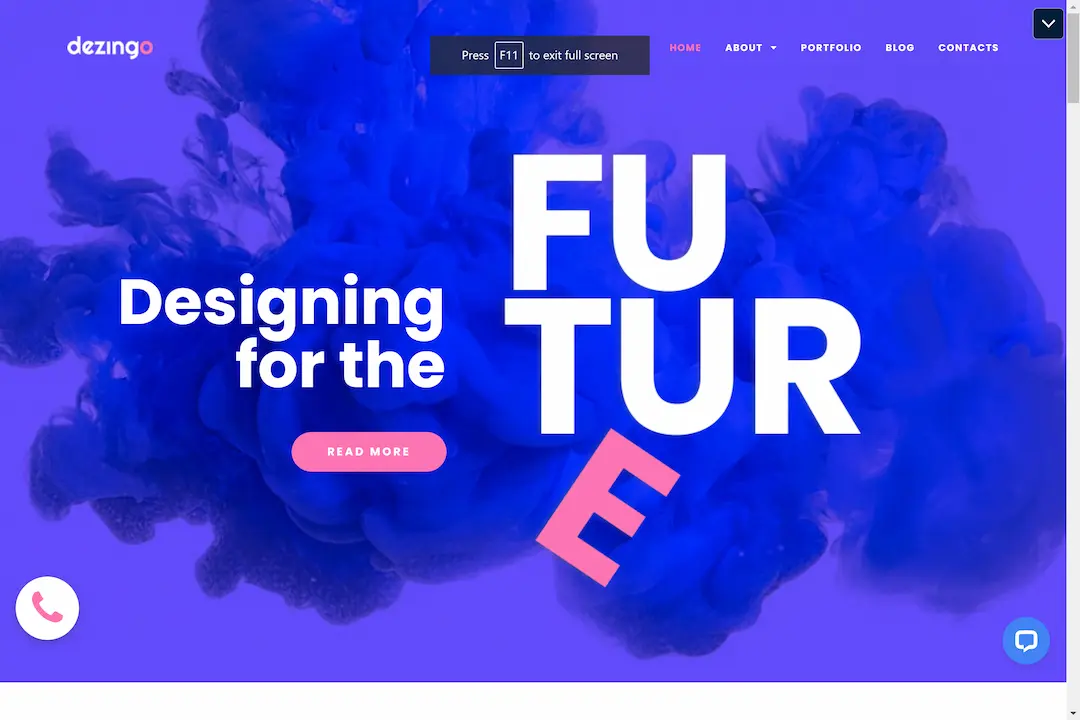 dezingo
Press F11 to exit full screen
HOME ABOUT PORTFOLIO BLOG CONTACTS
Designing
for the
FU
TUR
E
READ MORE